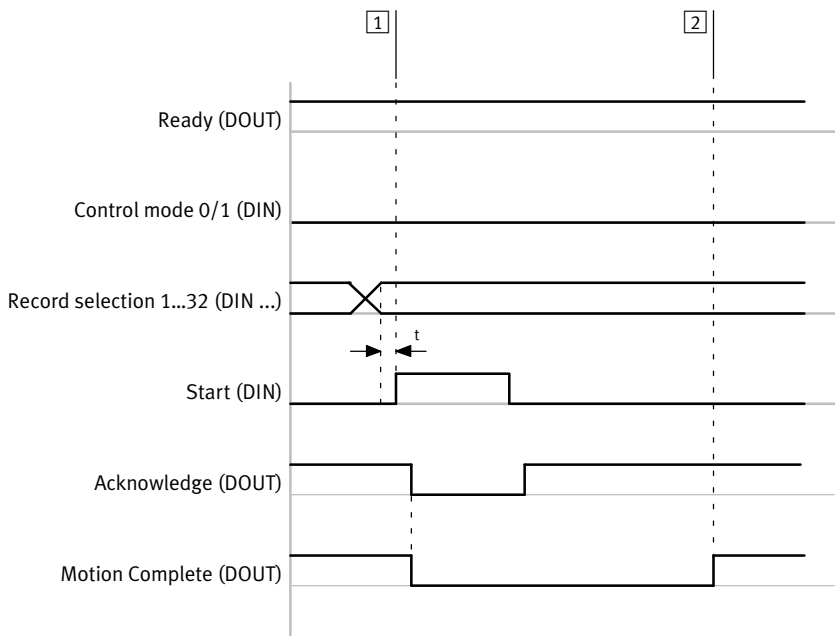 1
2
Ready (DOUT)
Control mode 0/1 (DIN)
Record selection 1...32 (DIN ...)
t
Start (DIN)
Acknowledge (DOUT)
Motion Complete (DOUT)